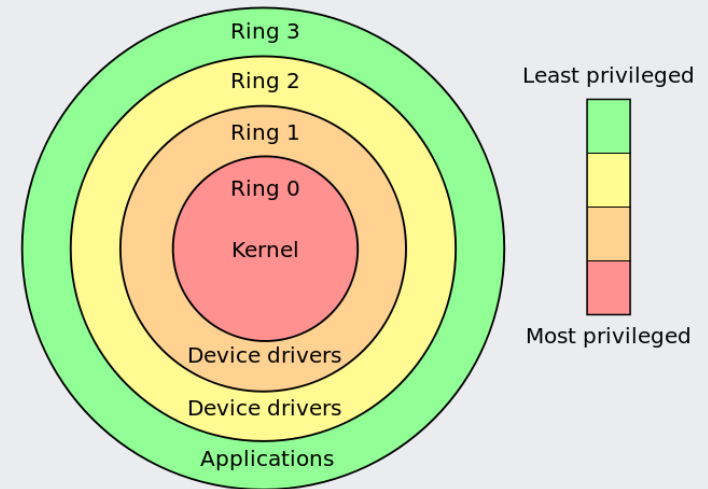 Ring 3
Ring 2
Ring 1
Ring 0
Kernel
Device drivers
Device drivers
Applications
Least privileged
Most privileged